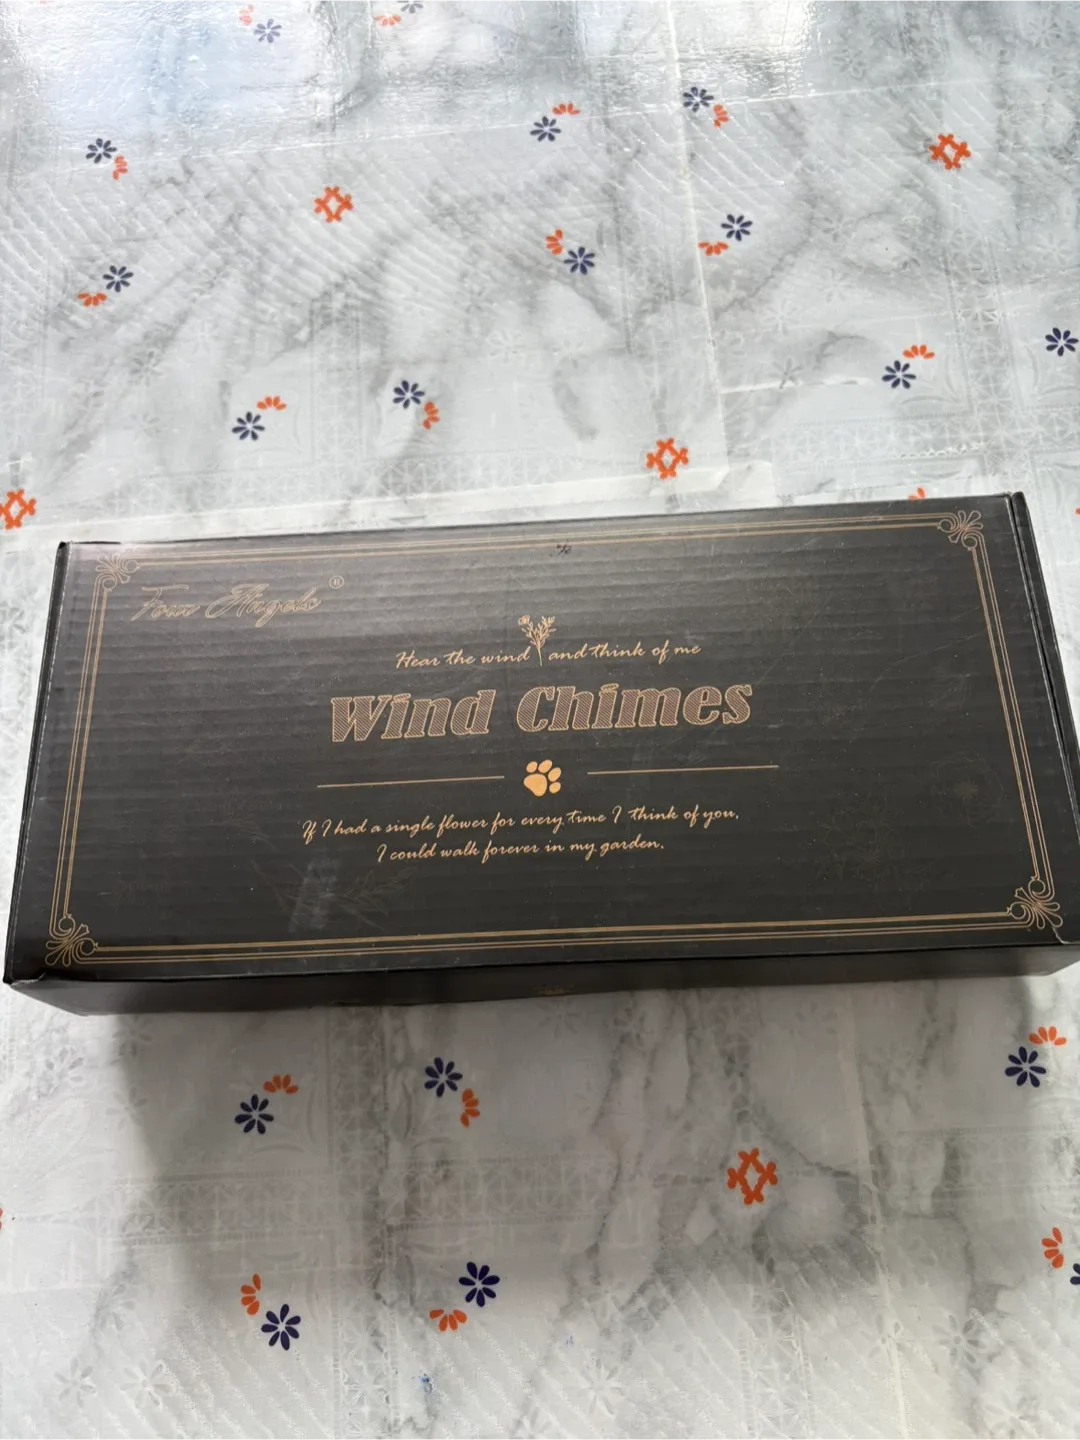 Four Angels ®
Hear the wind and think of me
Wind Chimes
If I had a single flower for every time I think of you,
I could walk forever in my garden.